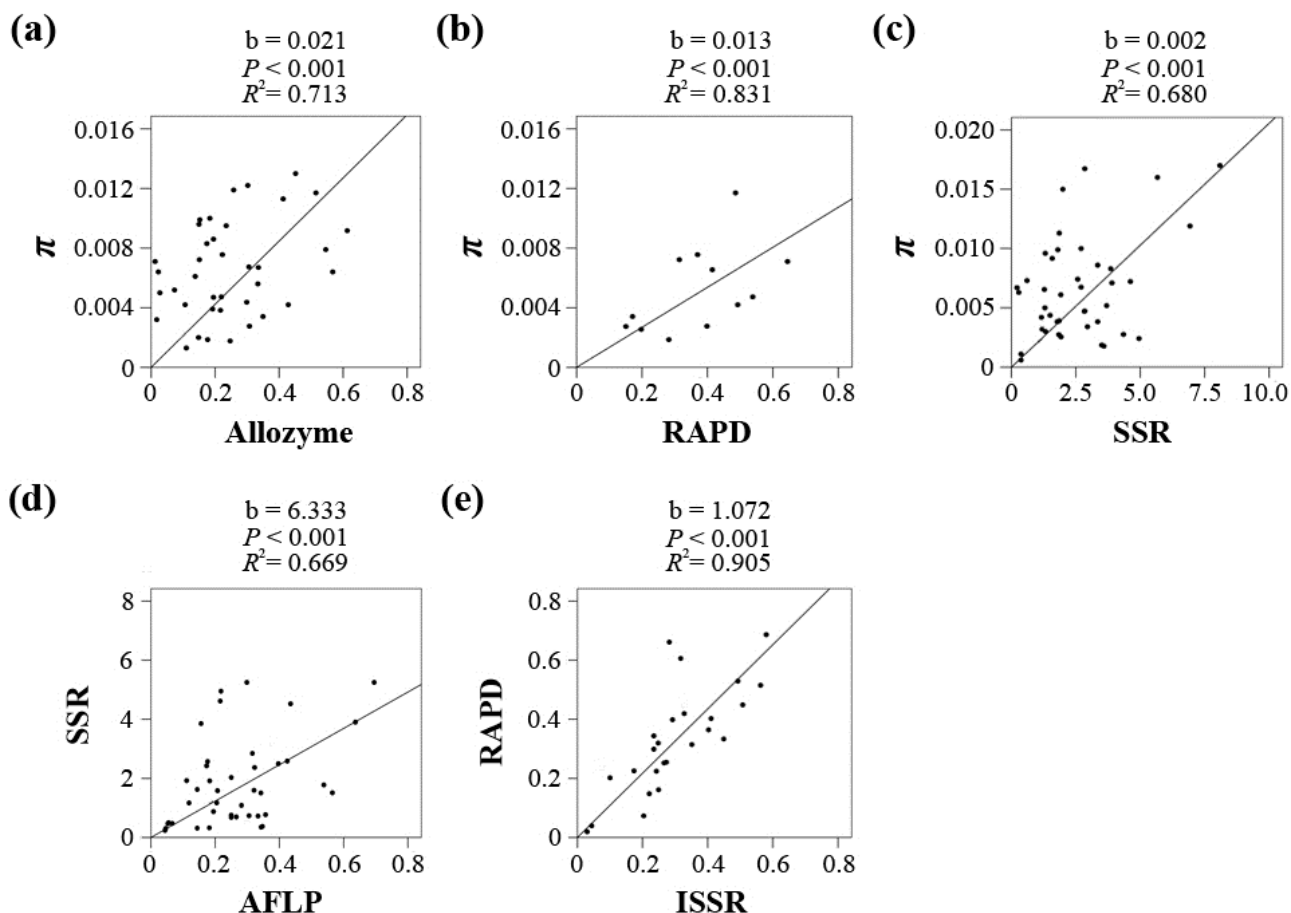 (a)
b = 0.021
P < 0.001
R²= 0.713
0.016
0.012
0.008
0.004
0
π
0 0.2 0.4 0.6 0.8
Allozyme
(b)
b = 0.013
P < 0.001
R²= 0.831
0.016
0.012
0.008
0.004
0
π
0 0.2 0.4 0.6 0.8
RAPD
(c)
b = 0.002
P < 0.001
R²= 0.680
0.020
0.015
0.010
0.005
0
π
0 2.5 5.0 7.5 10.0
SSR
(d)
b = 6.333
P < 0.001
R²= 0.669
8
6
4
2
0
SSR
0 0.2 0.4 0.6 0.8
AFLP
(e)
b = 1.072
P < 0.001
R²= 0.905
0.8
0.6
0.4
0.2
0
RAPD
0 0.2 0.4 0.6 0.8
ISSR